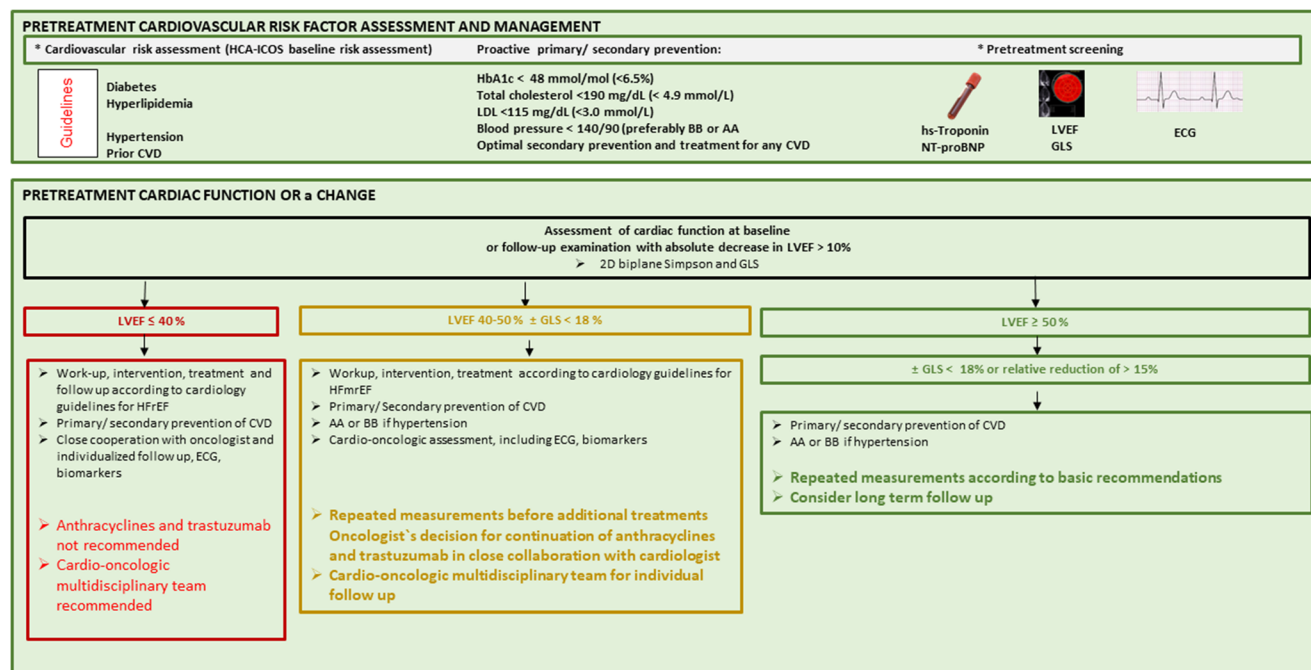 PRETREATMENT CARDIOVASCULAR RISK FACTOR ASSESSMENT AND MANAGEMENT
* Cardiovascular risk assessment (HCA-ICOS baseline risk assessment)
Proactive primary/ secondary prevention:
* Pretreatment screening
Guidelines
Diabetes
Hyperlipidemia
Hypertension
Prior CVD
HbA1c < 48 mmol/mol (<6.5%)
Total cholesterol <190 mg/dL (< 4.9 mmol/L)
LDL <115 mg/dL (<3.0 mmol/L)
Blood pressure < 140/90 (preferably BB or AA
Optimal secondary prevention and treatment for any CVD
hs-Troponin
NT-proBNP
LVEF
GLS
ECG
PRETREATMENT CARDIAC FUNCTION OR a CHANGE
Assessment of cardiac function at baseline
or follow-up examination with absolute decrease in LVEF > 10%
➢ 2D biplane Simpson and GLS
LVEF ≤ 40 %
➢ Work-up, intervention, treatment and
follow up according to cardiology
guidelines for HFrEF
➢ Primary/ secondary prevention of CVD
➢ Close cooperation with oncologist and
individualized follow up, ECG,
biomarkers
➢ Anthracyclines and trastuzumab
not recommended
➢ Cardio-oncologic
multidisciplinary team
recommended
LVEF 40-50 % ± GLS < 18 %
➢ Workup, intervention, treatment according to cardiology guidelines for
HFmrEF
➢ Primary/ Secondary prevention of CVD
➢ AA or BB if hypertension
➢ Cardio-oncologic assessment, including ECG, biomarkers
➢ Repeated measurements before additional treatments
Oncologist`s decision for continuation of anthracyclines
and trastuzumab in close collaboration with cardiologist
➢ Cardio-oncologic multidisciplinary team for individual
follow up
LVEF ≥ 50 %
± GLS < 18% or relative reduction of > 15%
➢ Primary/secondary prevention of CVD
➢ AA or BB if hypertension
➢ Repeated measurements according to basic recommendations
➢ Consider long term follow up